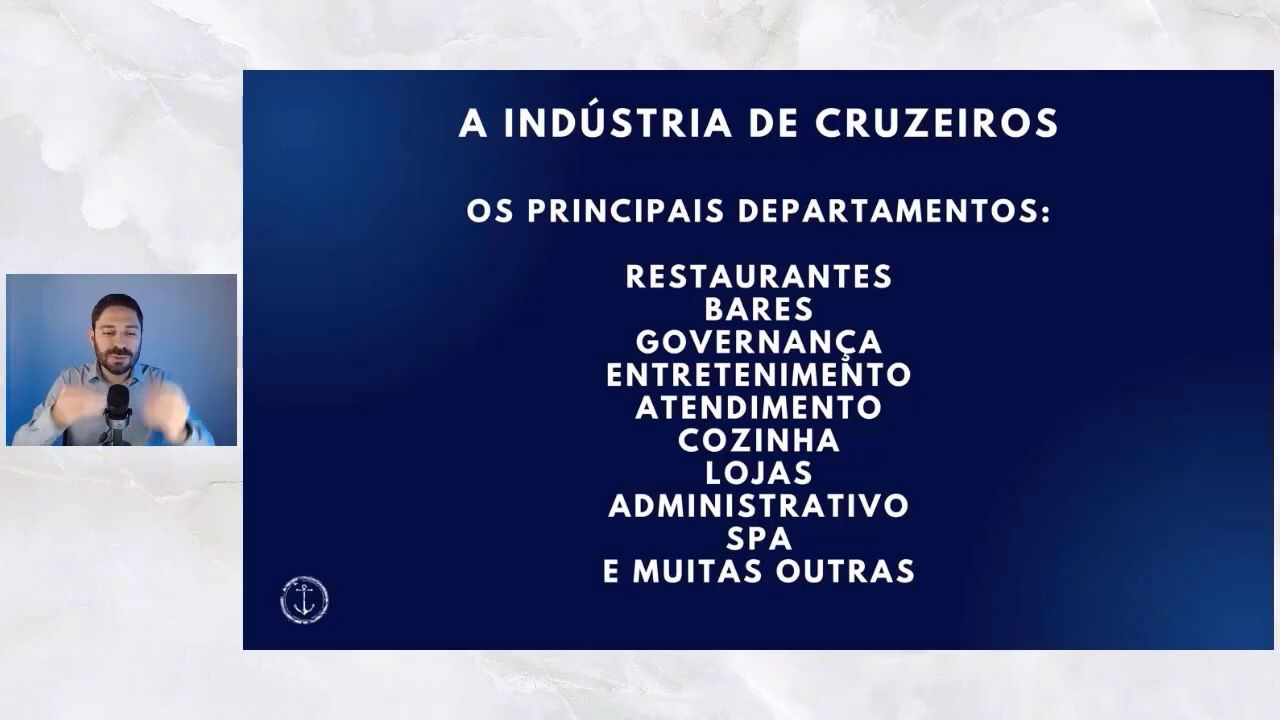 A INDÚSTRIA DE CRUZEIROS
OS PRINCIPAIS DEPARTAMENTOS:
RESTAURANTES
BARES
GOVERNANÇA
ENTRETENIMENTO
ATENDIMENTO
COZINHA
LOJAS
ADMINISTRATIVO
SPA
E MUITAS OUTRAS